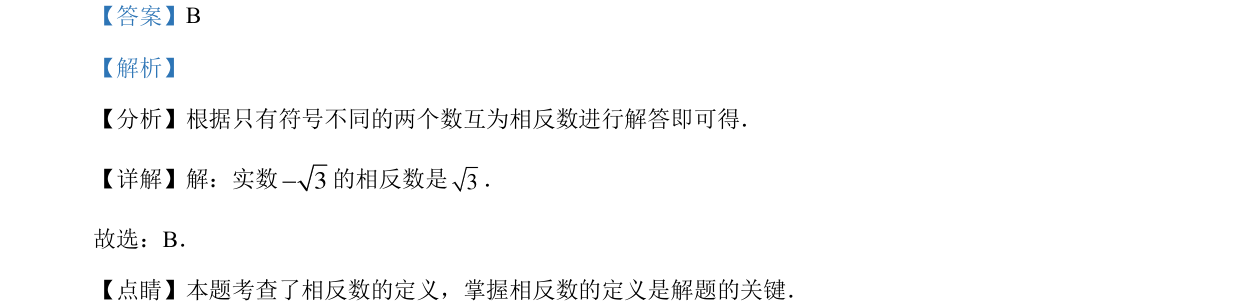 【答案】B
【解析】
【分析】根据只有符号不同的两个数互为相反数进行解答即可得．
【详解】解：实数－√3的相反数是√3．
故选：B．
【点睛】本题考查了相反数的定义，掌握相反数的定义是解题的关键．